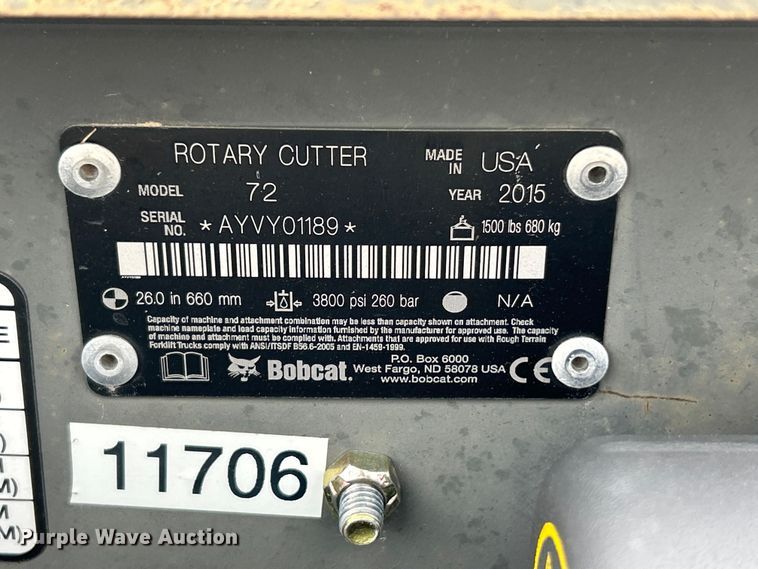 ROTARY CUTTER MADE IN USA
MODEL 72 YEAR 2015
SERIAL NO. *AYVY01189* 1500 lbs 680 kg
AYVY01189
26.0 in 660 mm 3800 psi 260 bar N/A
Capacity of machine and attachment combination may be less than capacity shown on attachment. Check
machine nameplate and load capacity information furnished by the manufacturer for approved use. The capacity
of machine and attachment must be sufficient for application. Attachments that are approved for use with Rough Terrain
Forklift Trucks comply with ANSI/ITSDF B56.6-2005 and EN-1459-1999.
Bobcat.
P.O. Box 6000
West Fargo, ND 58078 USA
www.bobcat.com
CE
11706
E
)
)
I
M)
M
M)
Purple Wave Auction